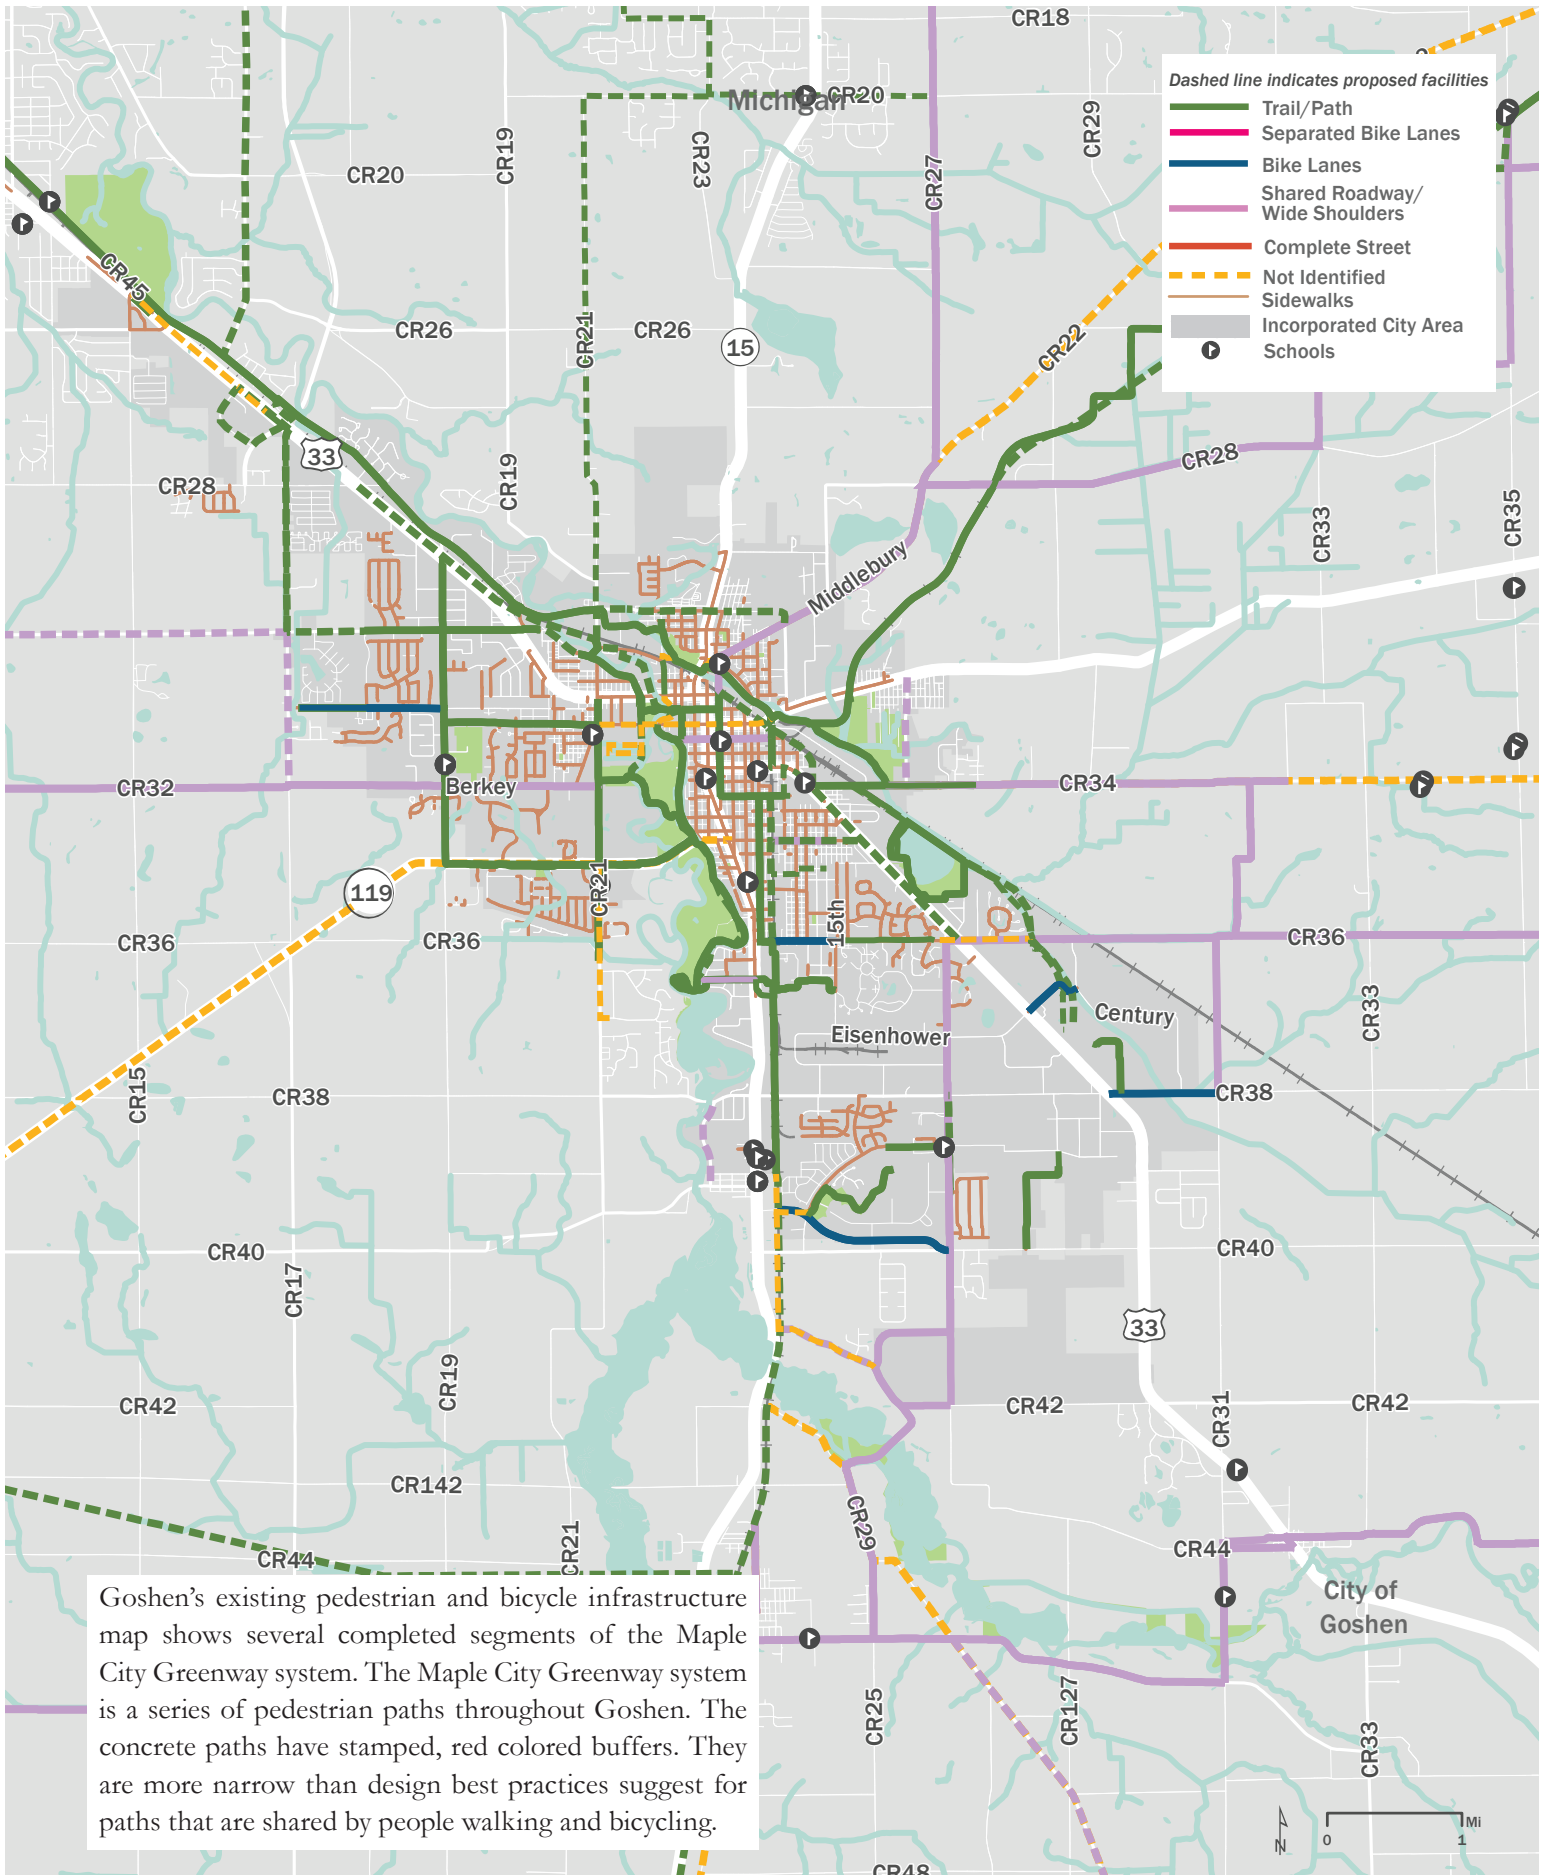 CR18
Dashed line indicates proposed facilities
Trail/Path
Separated Bike Lanes
Bike Lanes
Shared Roadway/
Wide Shoulders
Complete Street
Not Identified
Sidewalks
Incorporated City Area
Schools
Michigan
CR20
CR29
CR19
CR23
CR27
CR20
CR45
CR26
CR21
CR26
15
CR22
33
CR28
CR19
CR28
CR33
CR35
Middlebury
CR32
Berkey
CR34
119
CR21
CR36
CR36
15th
CR36
Century
CR33
Eisenhower
CR15
CR38
CR38
CR40
CR17
CR40
33
CR19
CR42
CR42
CR31
CR42
CR142
CR29
CR21
CR44
CR44
City of
Goshen
Goshen's existing pedestrian and bicycle infrastructure
map shows several completed segments of the Maple
City Greenway system. The Maple City Greenway system
is a series of pedestrian paths throughout Goshen. The
concrete paths have stamped, red colored buffers. They
are more narrow than design best practices suggest for
paths that are shared by people walking and bicycling.
CR25
CR127
CR33
N
0
1
Mi
CR48